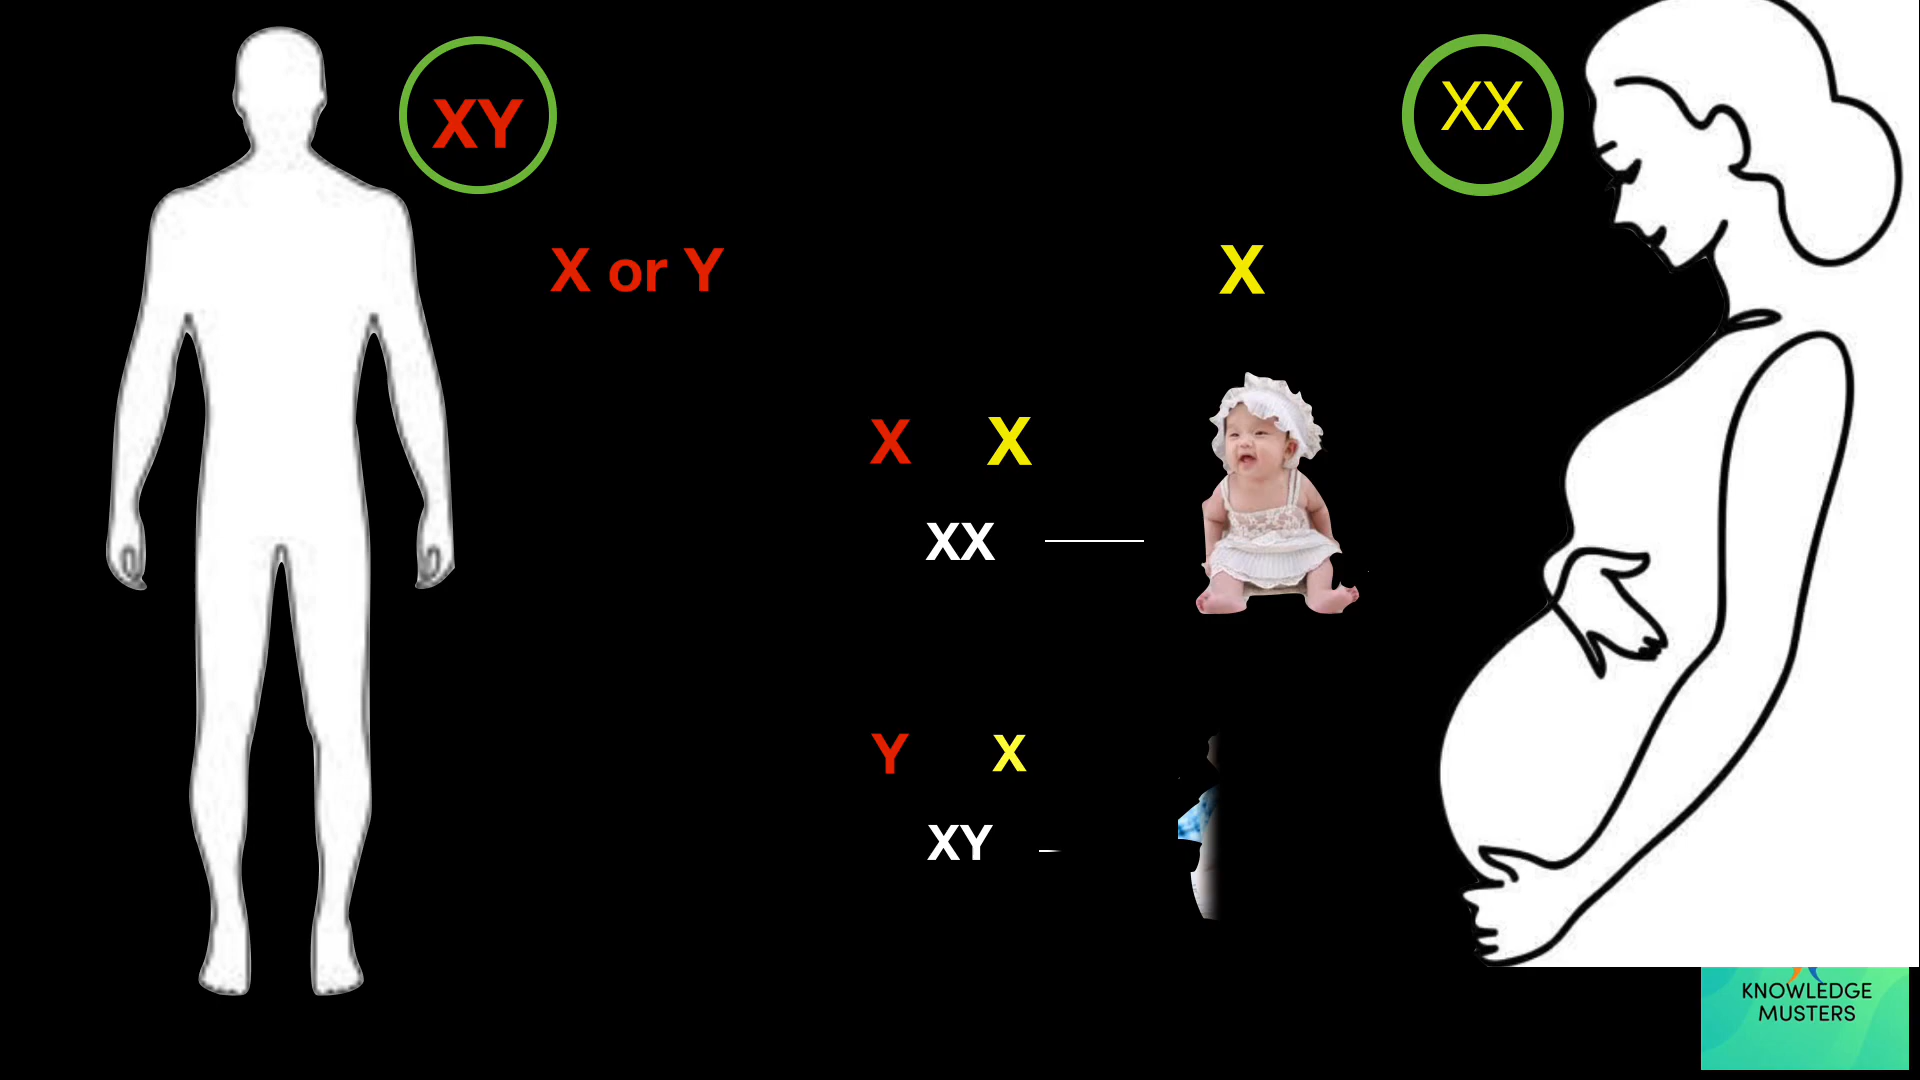 XY
XX
X or Y
X
X X
XX
Y X
XY
KNOWLEDGE
MUSTERS